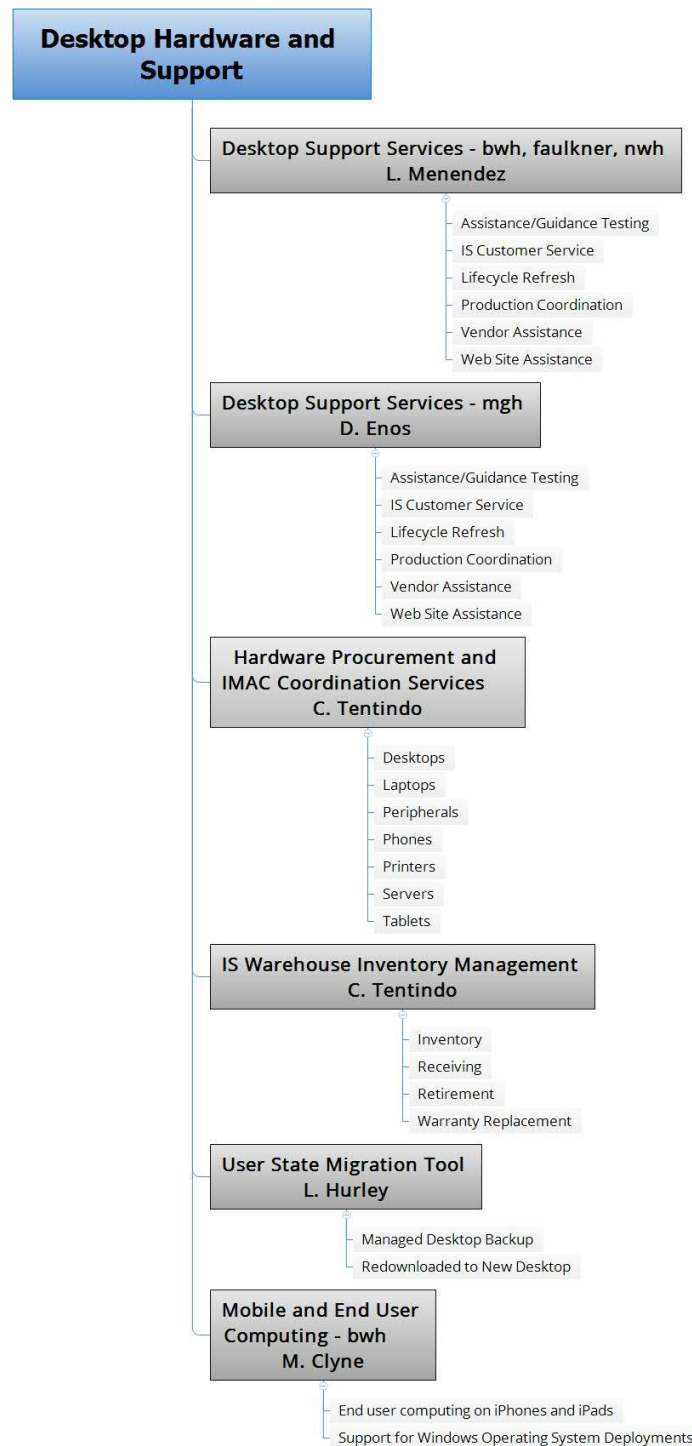 Desktop Hardware and
Support
Desktop Support Services - bwh, faulkner, nwh
L. Menendez
Assistance/Guidance Testing
IS Customer Service
Lifecycle Refresh
Production Coordination
Vendor Assistance
Web Site Assistance
Desktop Support Services - mgh
D. Enos
Assistance/Guidance Testing
IS Customer Service
Lifecycle Refresh
Production Coordination
Vendor Assistance
Web Site Assistance
Hardware Procurement and
IMAC Coordination Services
C. Tentindo
Desktops
Laptops
Peripherals
Phones
Printers
Servers
Tablets
IS Warehouse Inventory Management
C. Tentindo
Inventory
Receiving
Retirement
Warranty Replacement
User State Migration Tool
L. Hurley
Managed Desktop Backup
Redownloaded to New Desktop
Mobile and End User
Computing - bwh
M. Clyne
End user computing on iPhones and iPads
Support for Windows Operating System Deployments